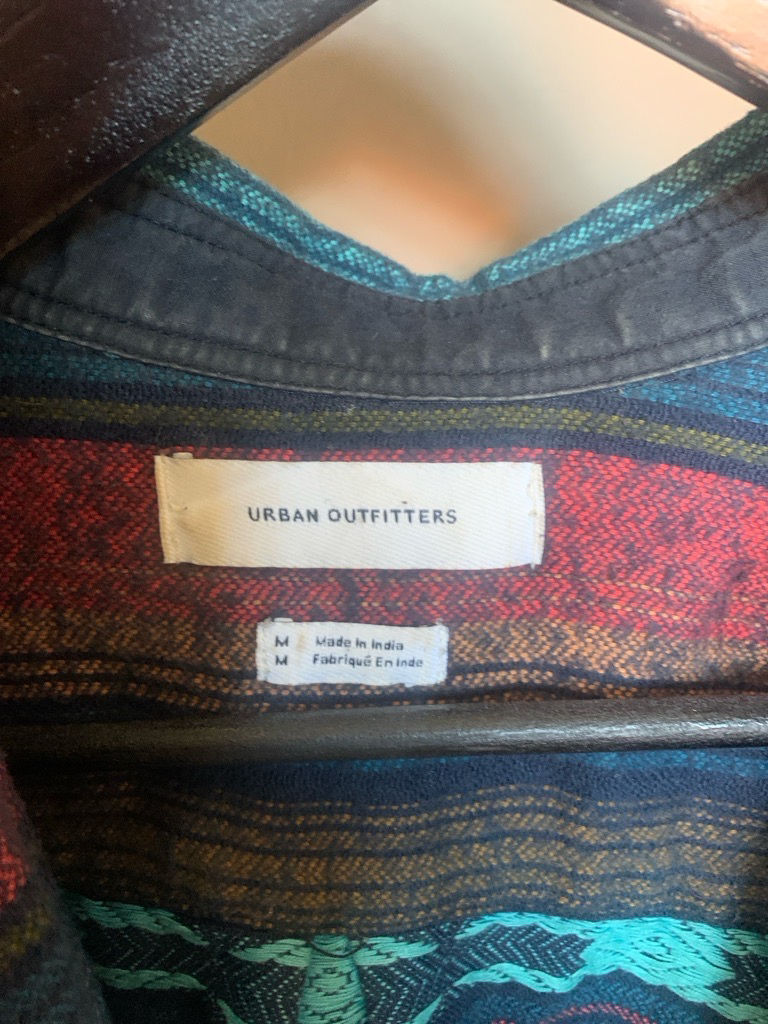 URBAN OUTFITTERS
M Made In India
M Fabriqué En Inde